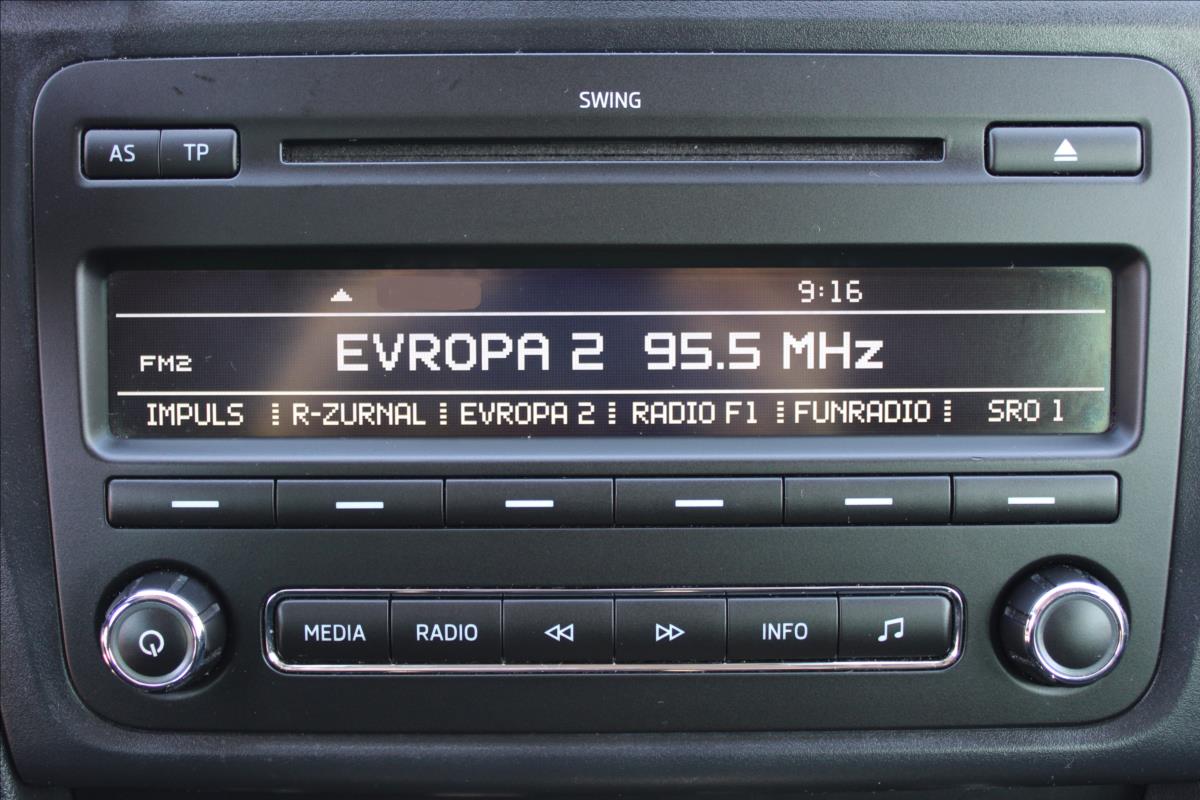 SWING
AS TP
9:16
FM2 EVROPA 2 95.5 MHz
IMPULS R-ZURNAL EVROPA 2 RADIO F1 FUNRADIO SRO 1
MEDIA RADIO INFO